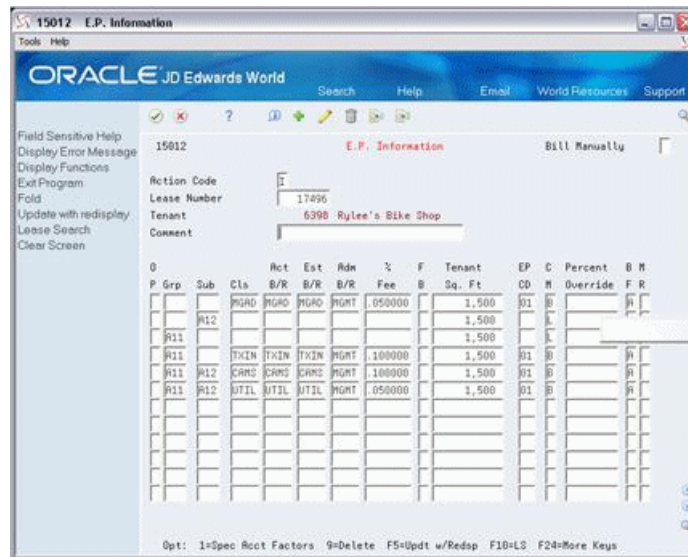 15012 E.P. Information
Tools Help
ORACLE JD Edwards World
Search Help Email World Resources Support
Field Sensitive Help
Display Error Message
Display Functions
Exit Program
Fold
Update with redisplay
Lease Search
Clear Screen
15012 E.P. Information Bill Manually
Action Code I
Lease Number 17496
Tenant 6398 Rylee's Bike Shop
Comment
O Act Est Adm % F Tenant EP C Percent B M
P Grp Sub Cls B/R B/R B/R Fee B Sq. Ft CD M Override F R
MGAD MGAD MGAD MGMT .050000 1,500 01 B A
A12 1,500 L
A11 1,500 L
A11 TXIN TXIN TXIN MGMT .100000 1,500 01 B A
A11 A12 CAMS CAMS CAMS MGMT .100000 1,500 01 B A
A11 A12 UTIL UTIL UTIL MGMT .050000 1,500 01 B A
Opt: 1=Spec Acct Factors 9=Delete F5=Updt w/Redsp F18=LS F24=More Keys